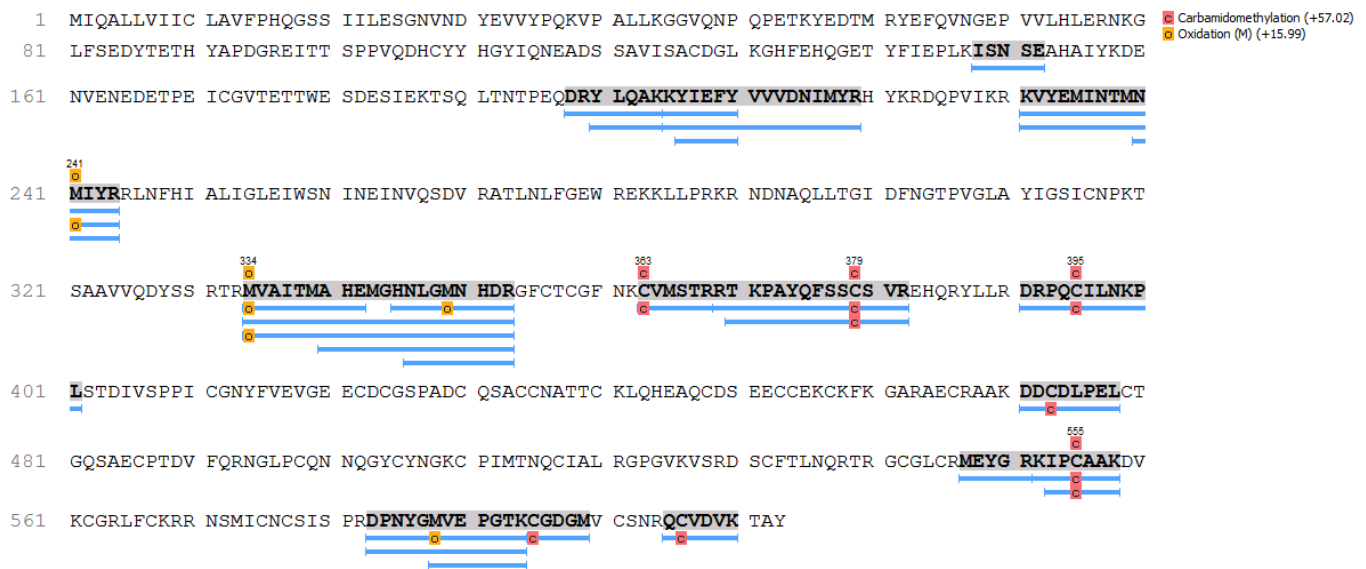 1 MIQALLVIIC LAVFPHQGSS MIILESGNVND YEVVYPQKVP ALLKGGVQNP QPETKYEDTM RYEFQVNGEP VVLHLERNKG
c Carbamidomethylation (+57.02)
o Oxidation (M) (+15.99)
81 LFSEDYTETH YAPDGREITT SPPVQDHCYY HGYIQNEADS SAVISACDGL KGHFEHQGET YFIEPLKISN SEAHAIYKDE
161 NVENEDETPE ICGVTETTWE SDESIEKTSQ LTNTPEQDRY LQAKKYIEFY VVVDNIMYRH YKRDQPVIKR KVYEMINTMN
241
o
241 MIYRRLNFHI ALIGLEIWSN INEINVQSDV RATLNLFGEW REKKLLPRKR NDNAQLLTGI DFNGTPVGLA YIGSICNPKT
o
334 363 379 395
o c c c
321 SAAVVQDYSS RTRMVAITMA HEMGHNLGMN HDRGFCTCGF NKCVMSTRRT KPAYQFSSCS VREHQRYLLR DRPQCILNKP
o o c c c
o c
401 LSTDIVSPPI CGNYFVEVGE ECDCGSPADC QSACCNATTC KLQHEAQCDS EECCEKCKFK GARAECRAAK DDCDLPELCT
c
555
c
481 GQSAECPTDV FQRNGLPCQN NQGYCYNGKC PIMTNQCIAL RGPGVKVSRD SCFTLNQRTR GCGLCRMEYG RKIPCAAKDV
c
c
561 KCGRLFCKRR NSMICNCSIS PRDPNYGMVE PGTKCGDGMV CSNRQCVDVK TAY
o c c